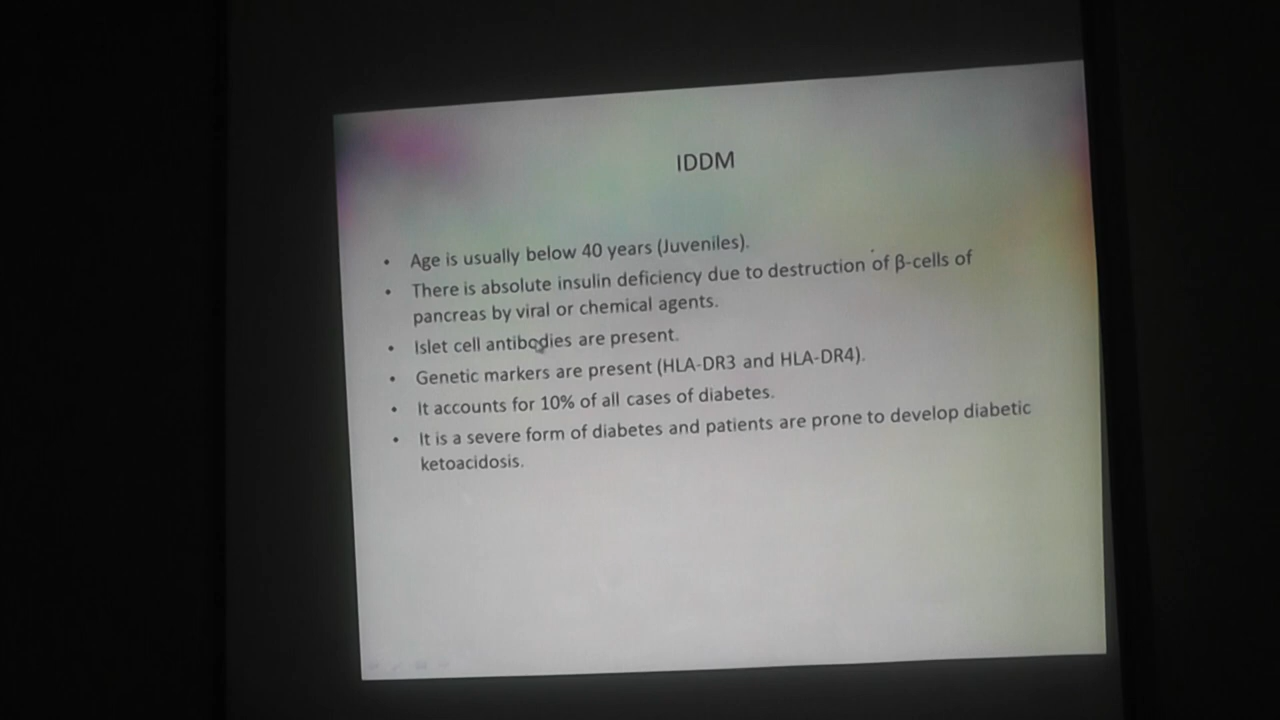 IDDM
• Age is usually below 40 years (Juveniles).
• There is absolute insulin deficiency due to destruction of β-cells of
pancreas by viral or chemical agents.
• Islet cell antibodies are present.
• Genetic markers are present (HLA-DR3 and HLA-DR4).
• It accounts for 10% of all cases of diabetes.
• It is a severe form of diabetes and patients are prone to develop diabetic
ketoacidosis.